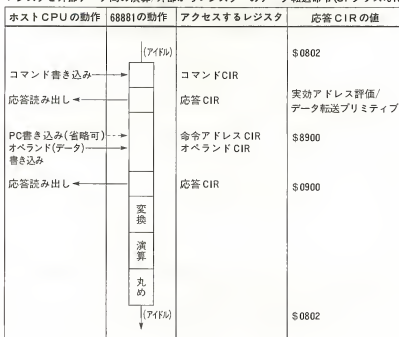 ホストCPUの動作 68881の動作 アクセスするレジスタ 応答CIRの値
(アイドル)
$0802
コマンド書き込み コマンドCIR
応答読み出し 応答CIR 実効アドレス評価/
データ転送プリミティブ
PC書き込み(省略可) 命令アドレスCIR $8900
オペランド(データ) オペランドCIR
書き込み
応答読み出し 応答CIR $0900
変換
演算
丸め
(アイドル)
$0802